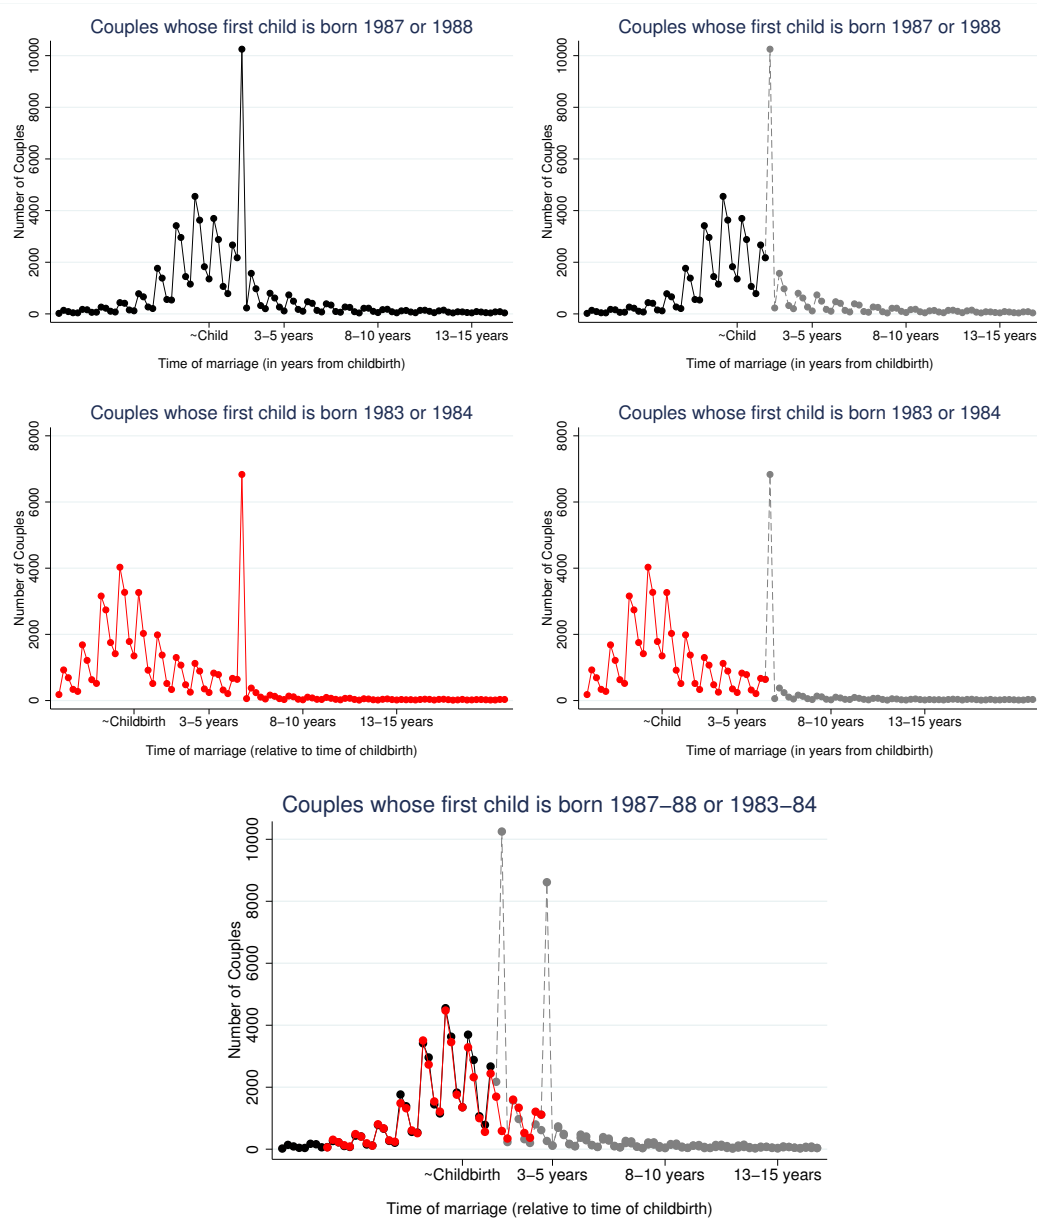 Couples whose first child is born 1987 or 1988
Number of Couples
10000
8000
6000
4000
2000
0
~Child
3–5 years
8–10 years
13–15 years
Time of marriage (in years from childbirth)
Couples whose first child is born 1987 or 1988
Number of Couples
10000
8000
6000
4000
2000
0
~Child
3–5 years
8–10 years
13–15 years
Time of marriage (in years from childbirth)
Couples whose first child is born 1983 or 1984
Number of Couples
8000
6000
4000
2000
0
~Childbirth
3–5 years
8–10 years
13–15 years
Time of marriage (relative to time of childbirth)
Couples whose first child is born 1983 or 1984
Number of Couples
8000
6000
4000
2000
0
~Child
3–5 years
8–10 years
13–15 years
Time of marriage (in years from childbirth)
Couples whose first child is born 1987–88 or 1983–84
Number of Couples
10000
8000
6000
4000
2000
0
~Childbirth
3–5 years
8–10 years
13–15 years
Time of marriage (relative to time of childbirth)